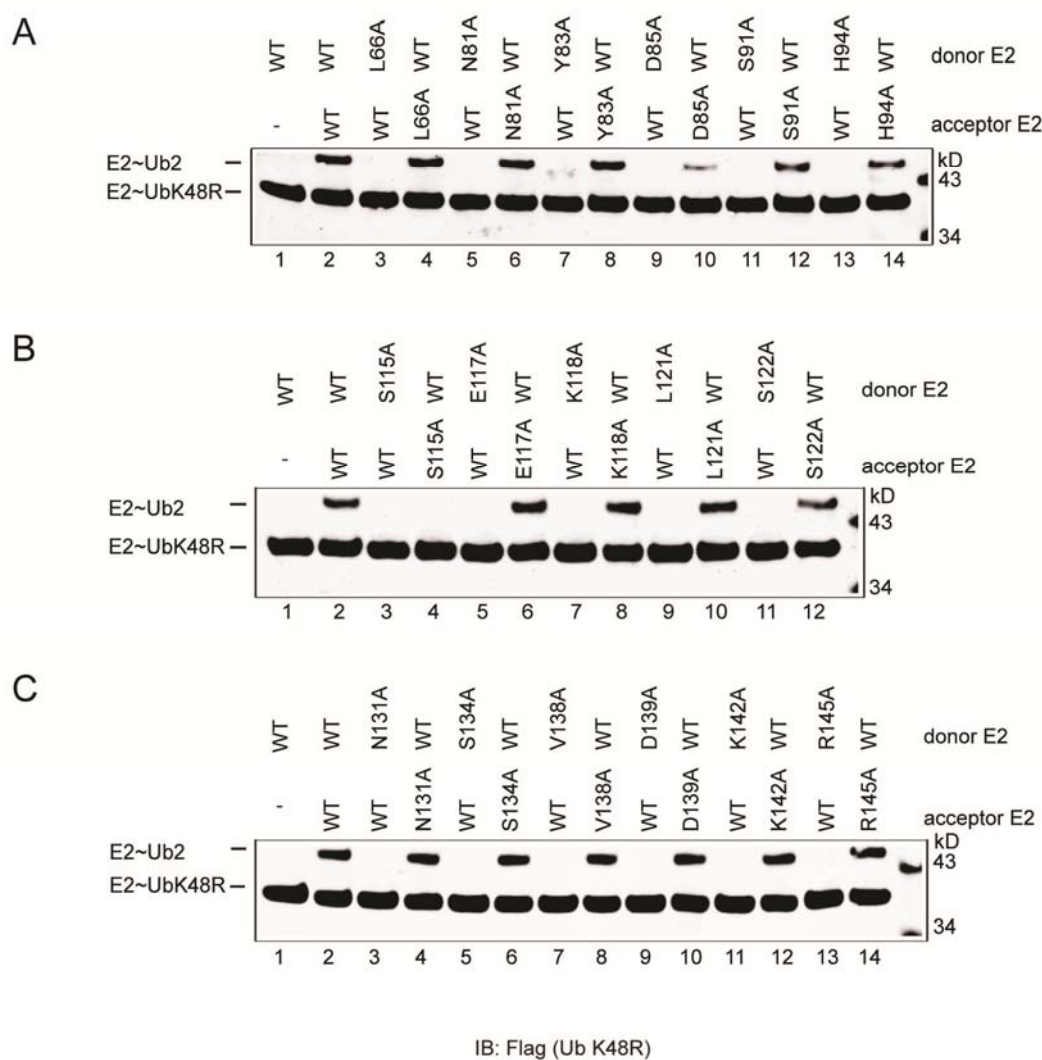 A
WT WT L66A WT N81A WT Y83A WT D85A WT S91A WT H94A WT donor E2
- WT WT L66A WT N81A WT Y83A WT D85A WT S91A WT H94A acceptor E2
E2~Ub2
E2~UbK48R
kD
43
34
1 2 3 4 5 6 7 8 9 10 11 12 13 14
B
WT WT S115A WT E117A WT K118A WT L121A WT S122A WT donor E2
- WT WT S115A WT E117A WT K118A WT L121A WT S122A acceptor E2
E2~Ub2
E2~UbK48R
kD
43
34
1 2 3 4 5 6 7 8 9 10 11 12
C
WT WT N131A WT S134A WT V138A WT D139A WT K142A WT R145A WT donor E2
- WT WT N131A WT S134A WT V138A WT D139A WT K142A WT R145A acceptor E2
E2~Ub2
E2~UbK48R
kD
43
34
1 2 3 4 5 6 7 8 9 10 11 12 13 14
IB: Flag (Ub K48R)